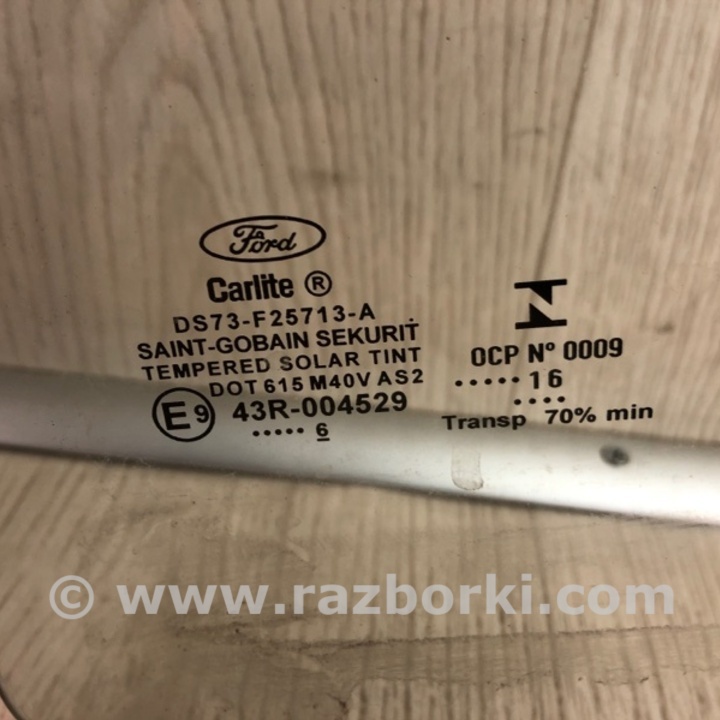 Ford
Carlite ®
DS73-F25713-A
SAINT-GOBAIN SEKURIT
TEMPERED SOLAR TINT
DOT 615 M40V AS2
E9 43R-004529
····· 6
N
OCP Nº 0009
····· 16
····
Transp 70% min
© www.razborki.com